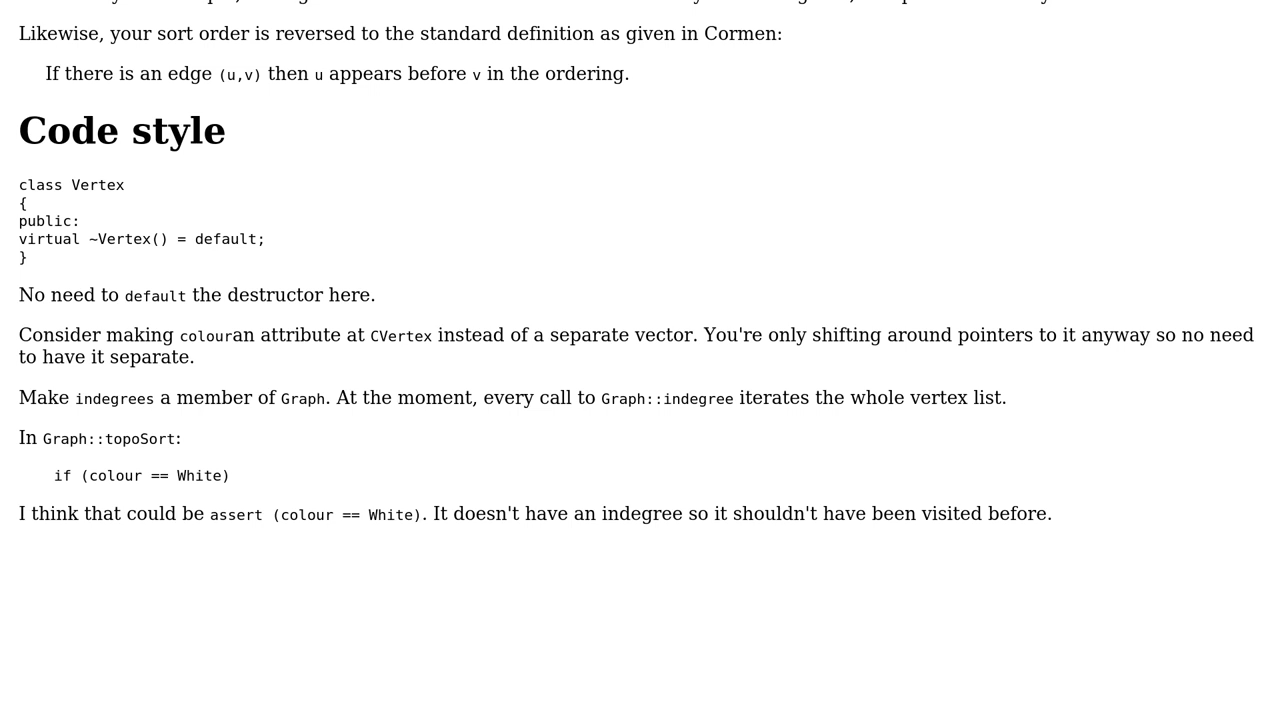 Likewise, your sort order is reversed to the standard definition as given in Cormen:
If there is an edge (u,v) then u appears before v in the ordering.
Code style
class Vertex
{
public:
virtual ~Vertex() = default;
}
No need to default the destructor here.
Consider making colouran attribute at CVertex instead of a separate vector. You're only shifting around pointers to it anyway so no need
to have it separate.
Make indegrees a member of Graph. At the moment, every call to Graph::indegree iterates the whole vertex list.
In Graph::topoSort:
if (colour == White)
I think that could be assert (colour == White). It doesn't have an indegree so it shouldn't have been visited before.